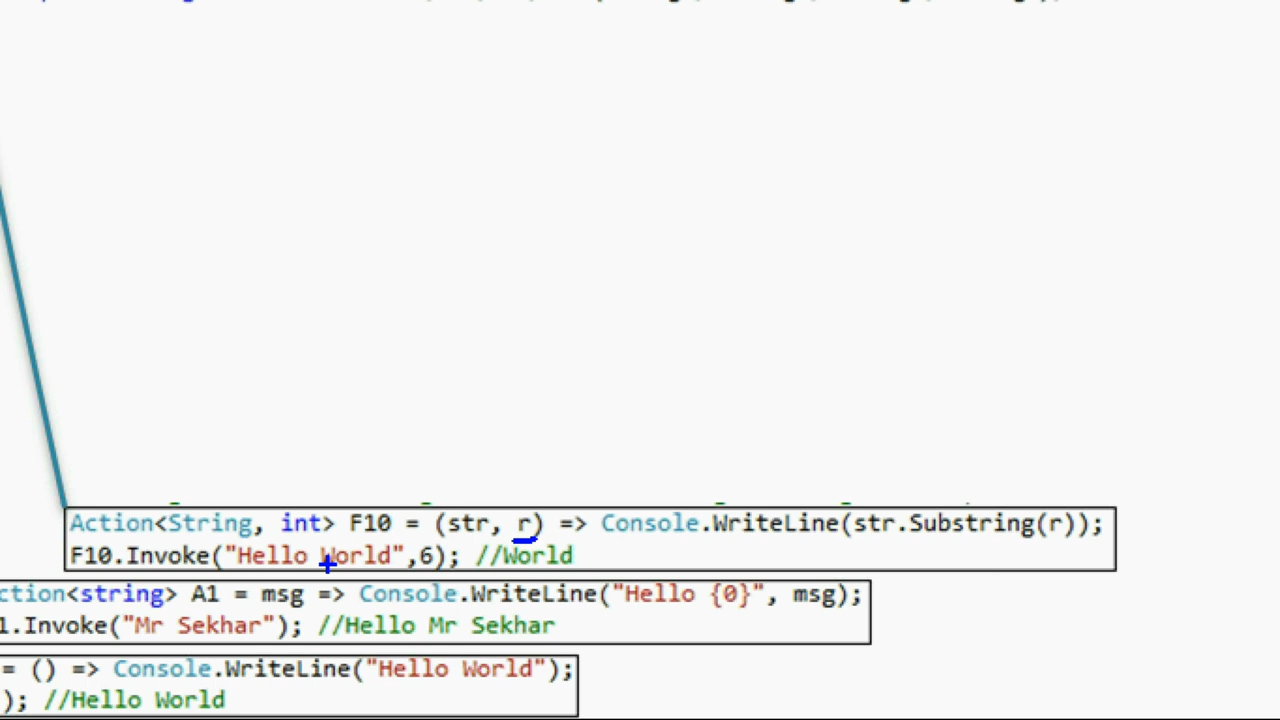 Action<String, int> F10 = (str, r) => Console.WriteLine(str.Substring(r));
F10.Invoke("Hello World",6); //World
ction<string> A1 = msg => Console.WriteLine("Hello {0}", msg);
1.Invoke("Mr Sekhar"); //Hello Mr Sekhar
= () => Console.WriteLine("Hello World");
); //Hello World